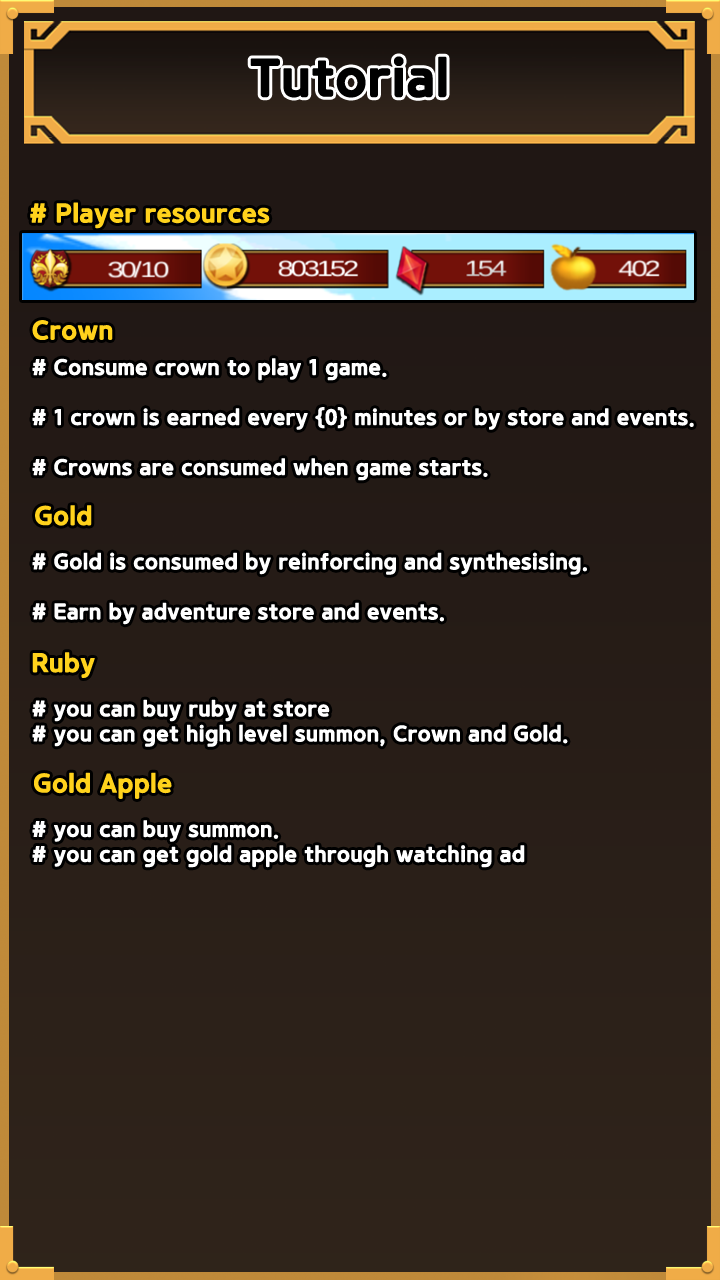 Tutorial
# Player resources
30/10 803152 154 402
Crown
# Consume crown to play 1 game.
# 1 crown is earned every {0} minutes or by store and events.
# Crowns are consumed when game starts.
Gold
# Gold is consumed by reinforcing and synthesising.
# Earn by adventure store and events.
Ruby
# you can buy ruby at store
# you can get high level summon, Crown and Gold.
Gold Apple
# you can buy summon.
# you can get gold apple through watching ad